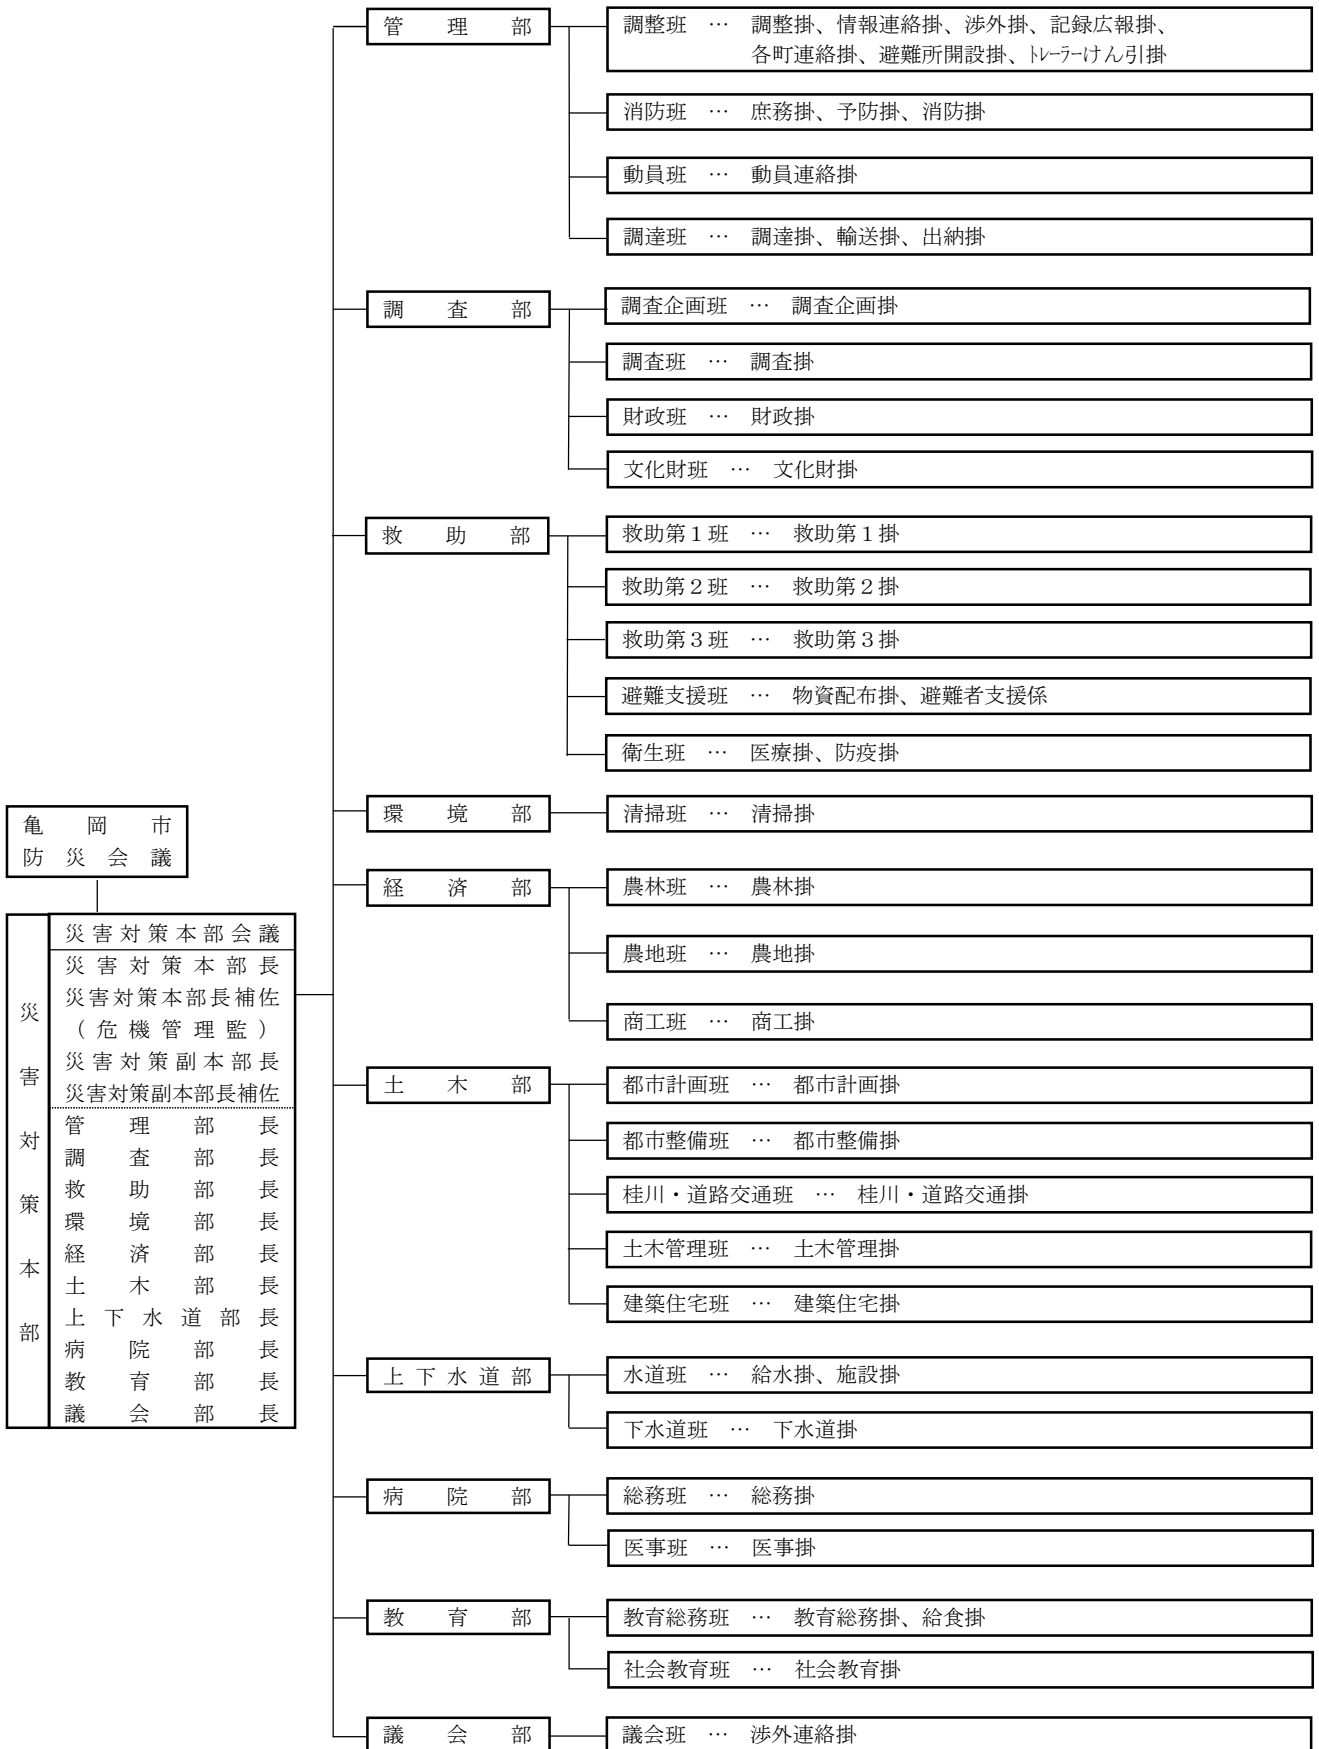 管理部
調整班 … 調整掛、情報連絡掛、渉外掛、記録広報掛、
各町連絡掛、避難所開設掛、ﾄﾚｰﾗｰけん引掛
消防班 … 庶務掛、予防掛、消防掛
動員班 … 動員連絡掛
調達班 … 調達掛、輸送掛、出納掛
調査部
調査企画班 … 調査企画掛
調査班 … 調査掛
財政班 … 財政掛
文化財班 … 文化財掛
救助部
救助第1班 … 救助第1掛
救助第2班 … 救助第2掛
救助第3班 … 救助第3掛
避難支援班 … 物資配布掛、避難者支援係
衛生班 … 医療掛、防疫掛
環境部
清掃班 … 清掃掛
経済部
農林班 … 農林掛
農地班 … 農地掛
商工班 … 商工掛
土木部
都市計画班 … 都市計画掛
都市整備班 … 都市整備掛
桂川・道路交通班 … 桂川・道路交通掛
土木管理班 … 土木管理掛
建築住宅班 … 建築住宅掛
上下水道部
水道班 … 給水掛、施設掛
下水道班 … 下水道掛
病院部
総務班 … 総務掛
医事班 … 医事掛
教育部
教育総務班 … 教育総務掛、給食掛
社会教育班 … 社会教育掛
議会部
議会班 … 渉外連絡掛
亀岡市
防災会議
災害対策本部
災害対策本部会議
災害対策本部長
災害対策本部長補佐
(危機管理監)
災害対策副本部長
災害対策副本部長補佐
管理部長
調査部長
救助部長
環境部長
経済部長
土木部長
上下水道部長
病院部長
教育部長
議会部長